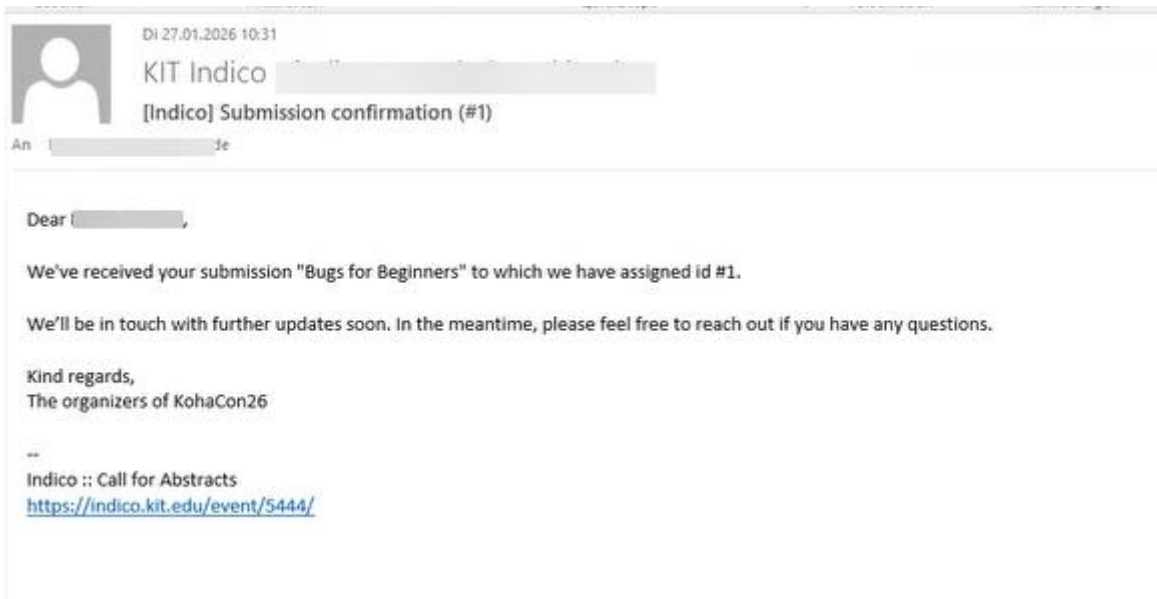 Di 27.01.2026 10:31
KIT Indico
[Indico] Submission confirmation (#1)
An de
Dear ,
We've received your submission "Bugs for Beginners" to which we have assigned id #1.
We'll be in touch with further updates soon. In the meantime, please feel free to reach out if you have any questions.
Kind regards,
The organizers of KohaCon26
--
Indico :: Call for Abstracts
https://indico.kit.edu/event/5444/